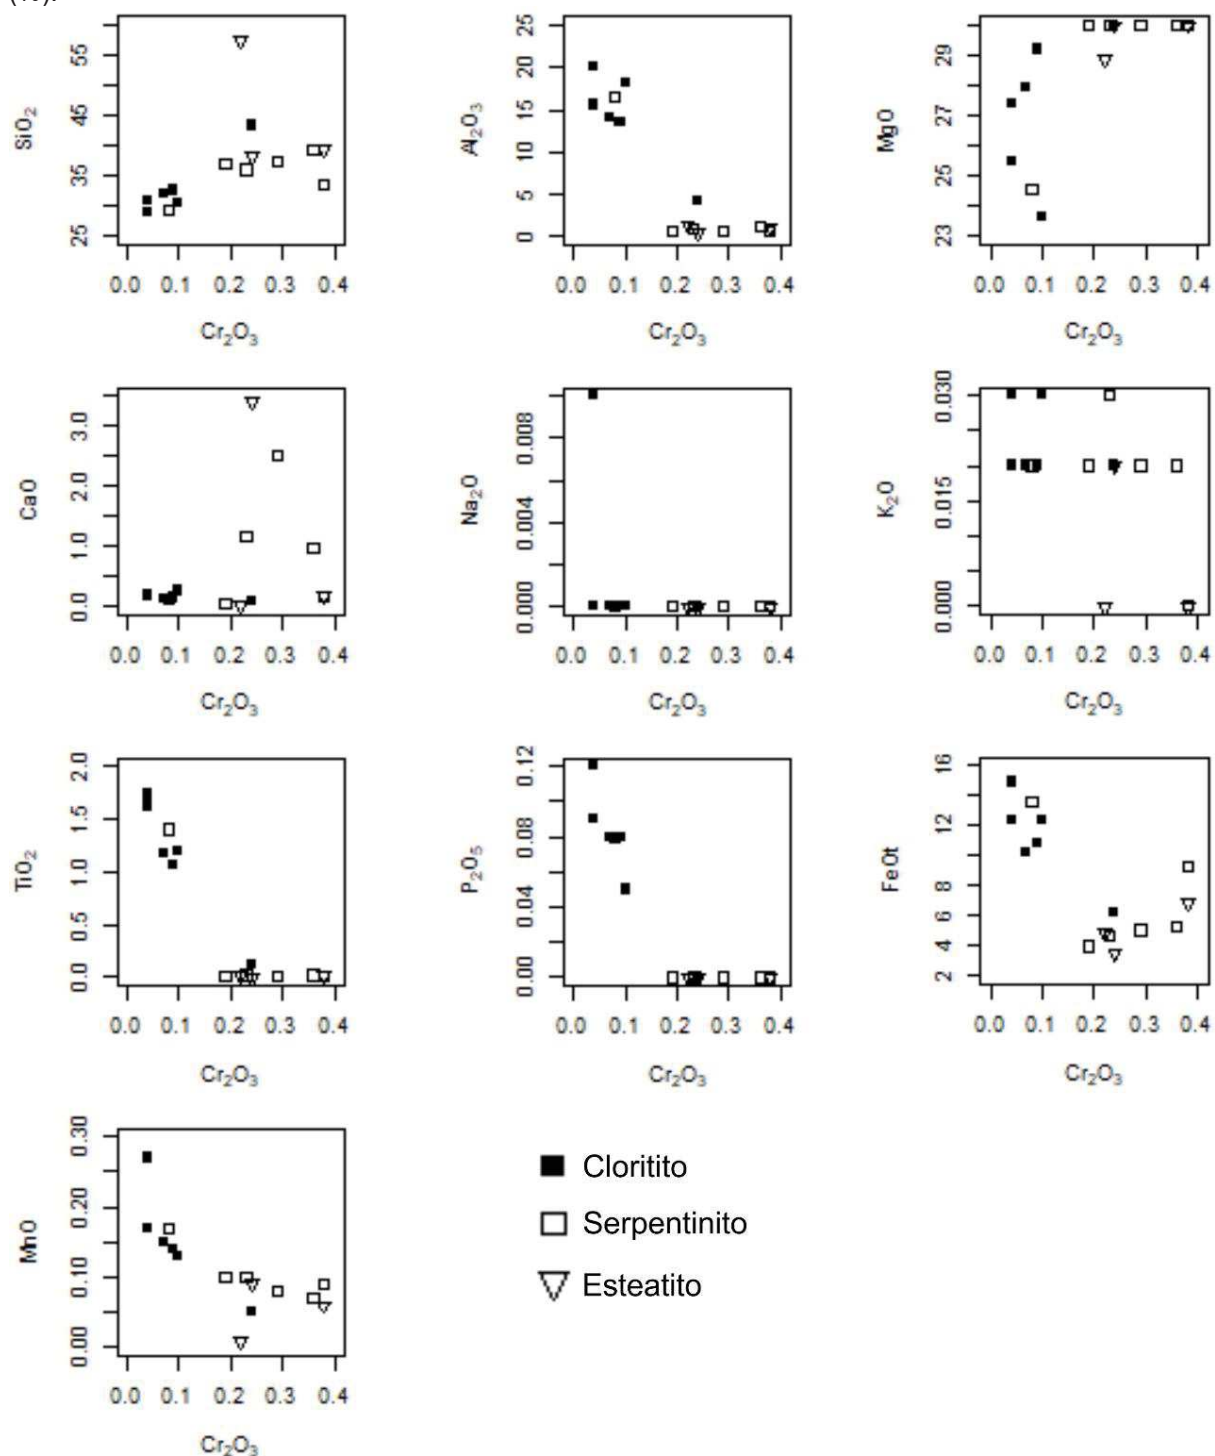 SiO₂
25 35 45 55
0.0 0.1 0.2 0.3 0.4
Cr₂O₃
Al₂O₃
0 5 10 15 20 25
0.0 0.1 0.2 0.3 0.4
Cr₂O₃
MgO
23 25 27 29
0.0 0.1 0.2 0.3 0.4
Cr₂O₃
CaO
0.0 1.0 2.0 3.0
0.0 0.1 0.2 0.3 0.4
Cr₂O₃
Na₂O
0.000 0.004 0.008
0.0 0.1 0.2 0.3 0.4
Cr₂O₃
K₂O
0.000 0.015 0.030
0.0 0.1 0.2 0.3 0.4
Cr₂O₃
TiO₂
0.0 0.5 1.0 1.5 2.0
0.0 0.1 0.2 0.3 0.4
Cr₂O₃
P₂O₅
0.00 0.04 0.08 0.12
0.0 0.1 0.2 0.3 0.4
Cr₂O₃
FeOt
2 4 6 8 12 16
0.0 0.1 0.2 0.3 0.4
Cr₂O₃
MnO
0.00 0.10 0.20 0.30
0.0 0.1 0.2 0.3 0.4
Cr₂O₃
Cloritito
Serpentinito
Esteatito